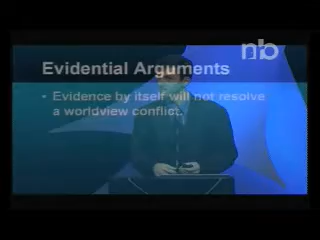 nb
Evidential Arguments
• Evidence by itself will not resolve
a worldview conflict.